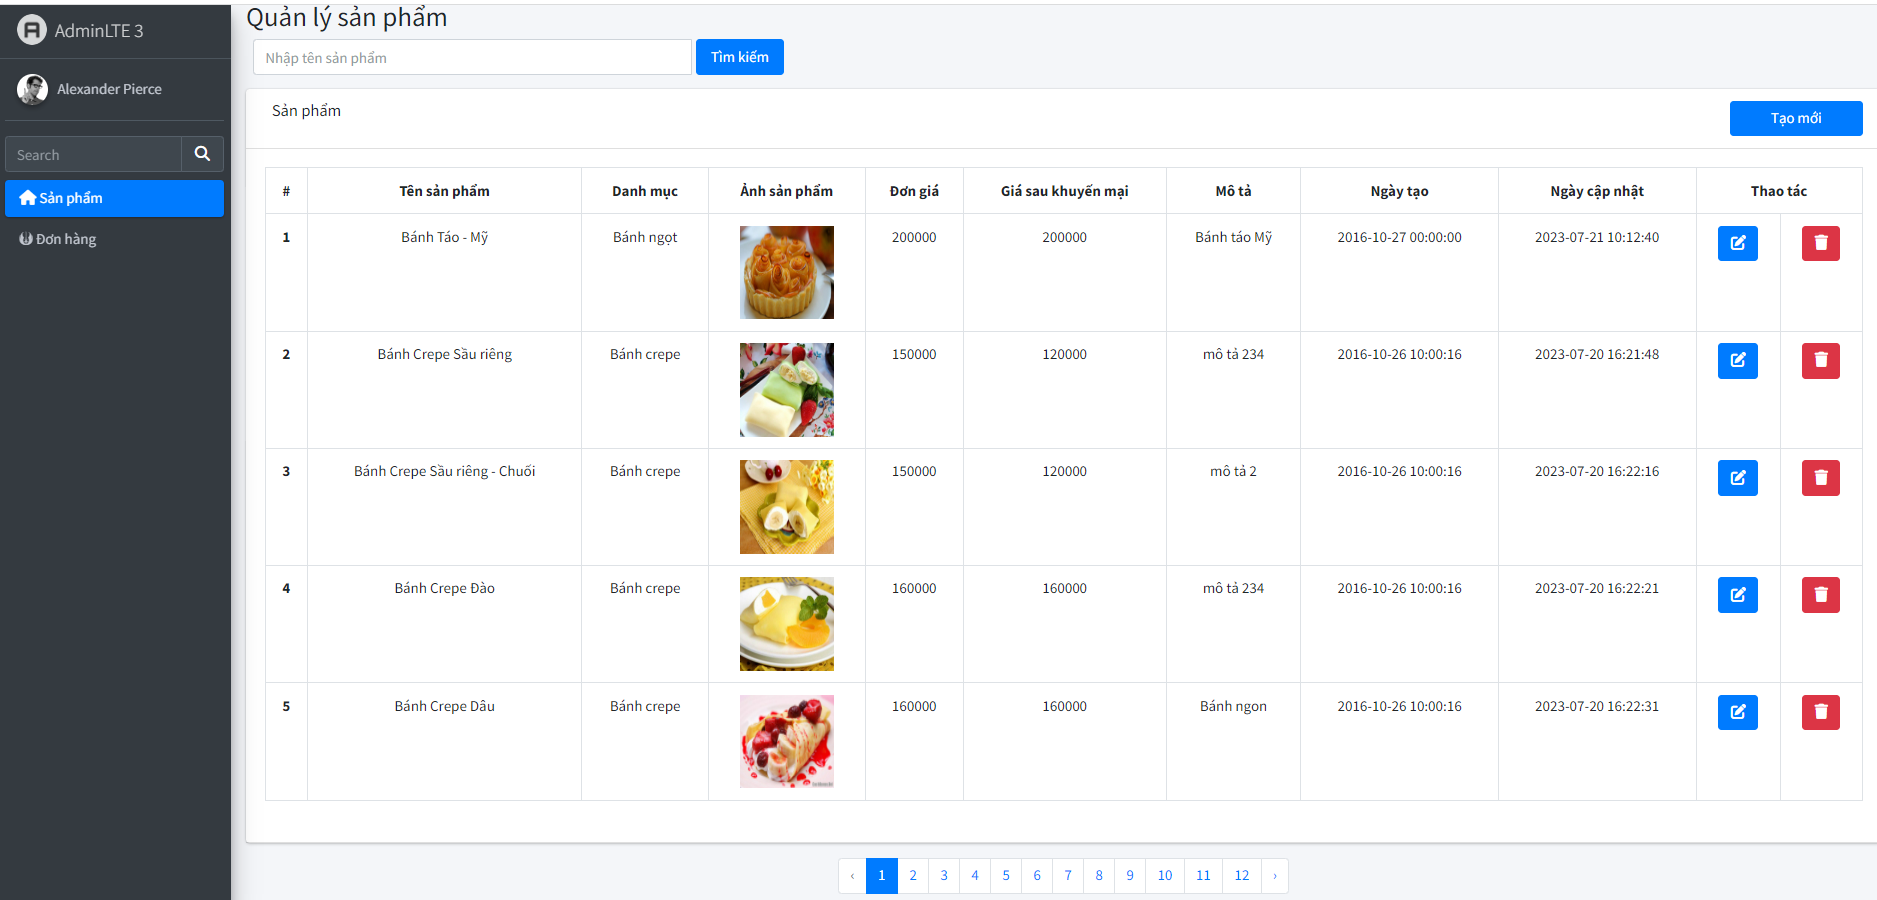 Quản lý sản phẩm
AdminLTE 3
Nhập tên sản phẩm
Tìm kiếm
Alexander Pierce
Sản phẩm
Tạo mới
Search
Sản phẩm
Đơn hàng
# Tên sản phẩm Danh mục Ảnh sản phẩm Đơn giá Giá sau khuyến mại Mô tả Ngày tạo Ngày cập nhật Thao tác
1 Bánh Táo - Mỹ Bánh ngọt 200000 200000 Bánh táo Mỹ 2016-10-27 00:00:00 2023-07-21 10:12:40
2 Bánh Crepe Sầu riêng Bánh crepe 150000 120000 mô tả 234 2016-10-26 10:00:16 2023-07-20 16:21:48
3 Bánh Crepe Sầu riêng - Chuối Bánh crepe 150000 120000 mô tả 2 2016-10-26 10:00:16 2023-07-20 16:22:16
4 Bánh Crepe Đào Bánh crepe 160000 160000 mô tả 234 2016-10-26 10:00:16 2023-07-20 16:22:21
5 Bánh Crepe Dâu Bánh crepe 160000 160000 Bánh ngon 2016-10-26 10:00:16 2023-07-20 16:22:31
‹ 1 2 3 4 5 6 7 8 9 10 11 12 ›